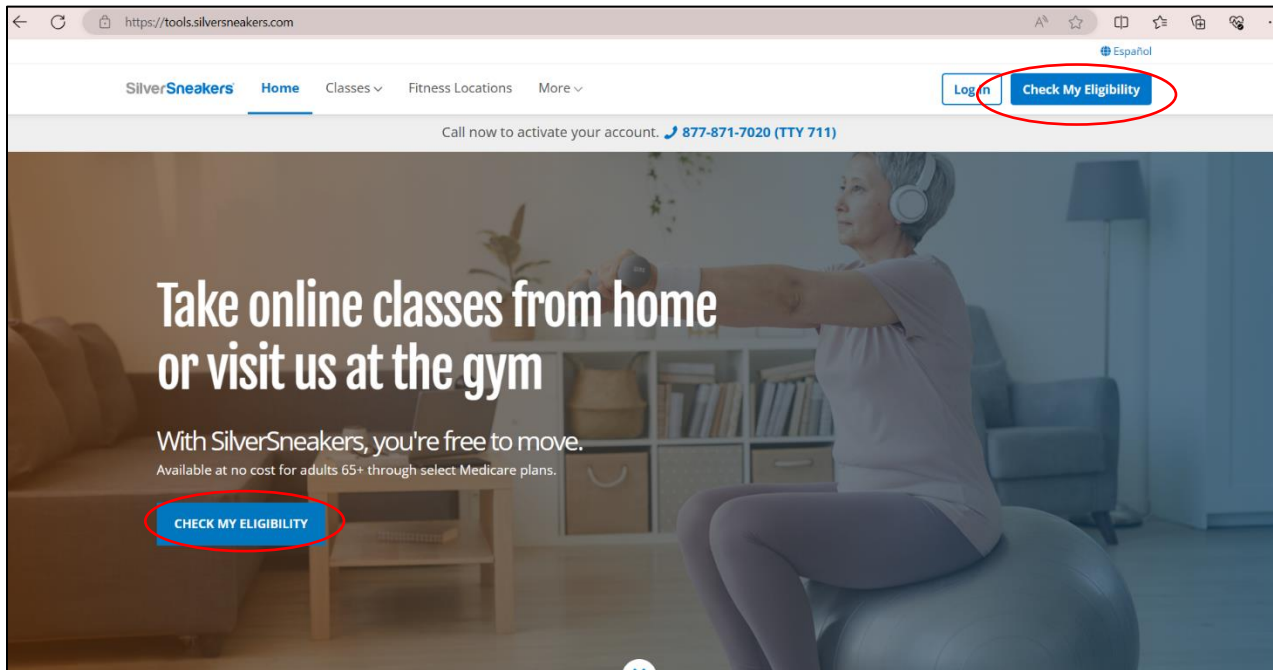 https://tools.silversneakers.com
Español
SilverSneakers Home Classes Fitness Locations More Log In Check My Eligibility
Call now to activate your account. 877-871-7020 (TTY 711)
Take online classes from home
or visit us at the gym
With SilverSneakers, you're free to move.
Available at no cost for adults 65+ through select Medicare plans.
CHECK MY ELIGIBILITY